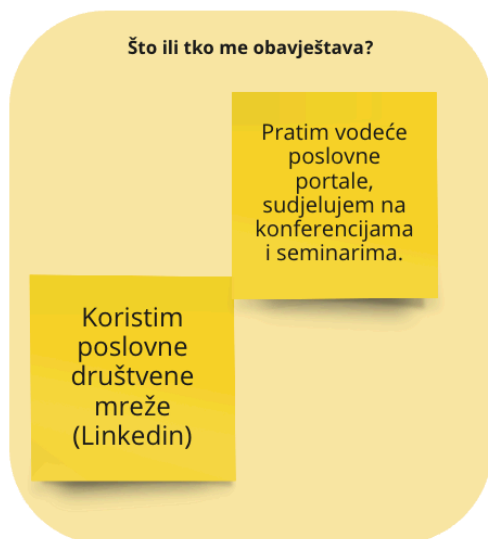 Što ili tko me obavještava?
Pratim vodeće
poslovne
portale,
sudjelujem na
konferencijama
i seminarima.
Koristim
poslovne
društvene
mreže
(Linkedin)